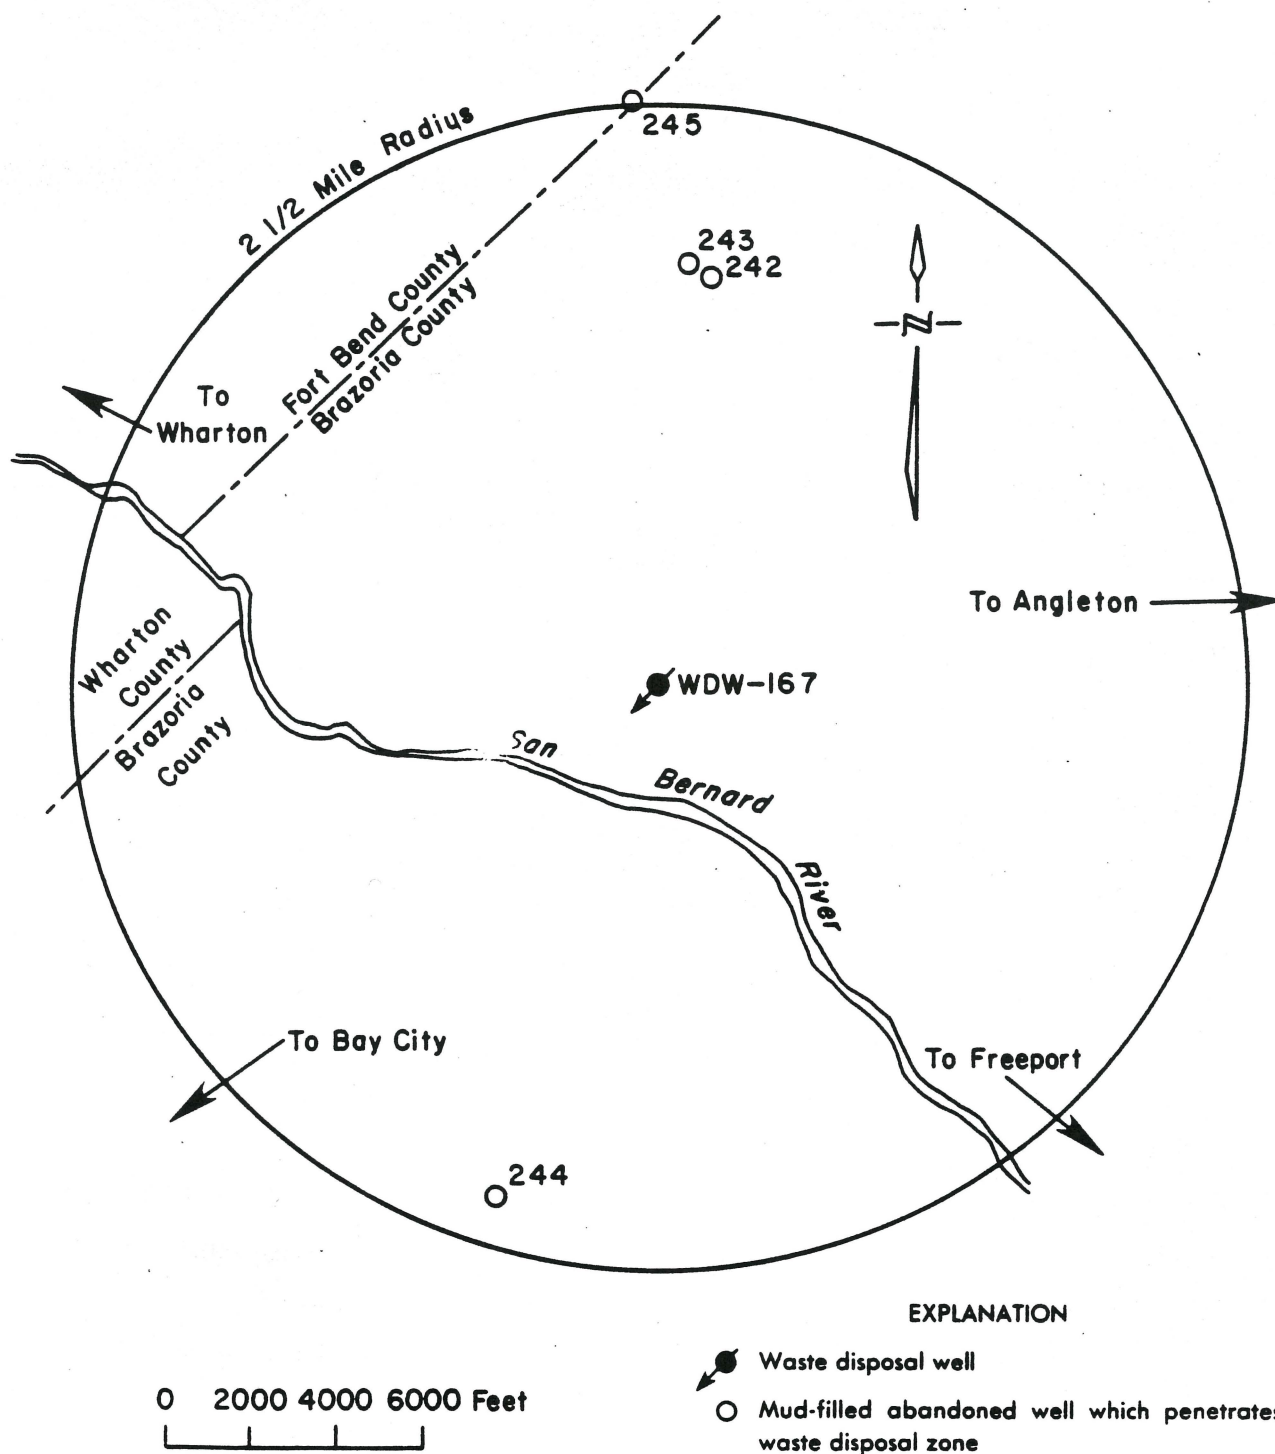 245
2 1/2 Mile Radius
243
242
Fort Bend County
Brazoria County
N
To
Wharton
To Angleton
Wharton
County
Brazoria
County
WDW-167
San
Bernard
River
To Bay City
To Freeport
244
EXPLANATION
Waste disposal well
Mud-filled abandoned well which penetrates
waste disposal zone
0 2000 4000 6000 Feet